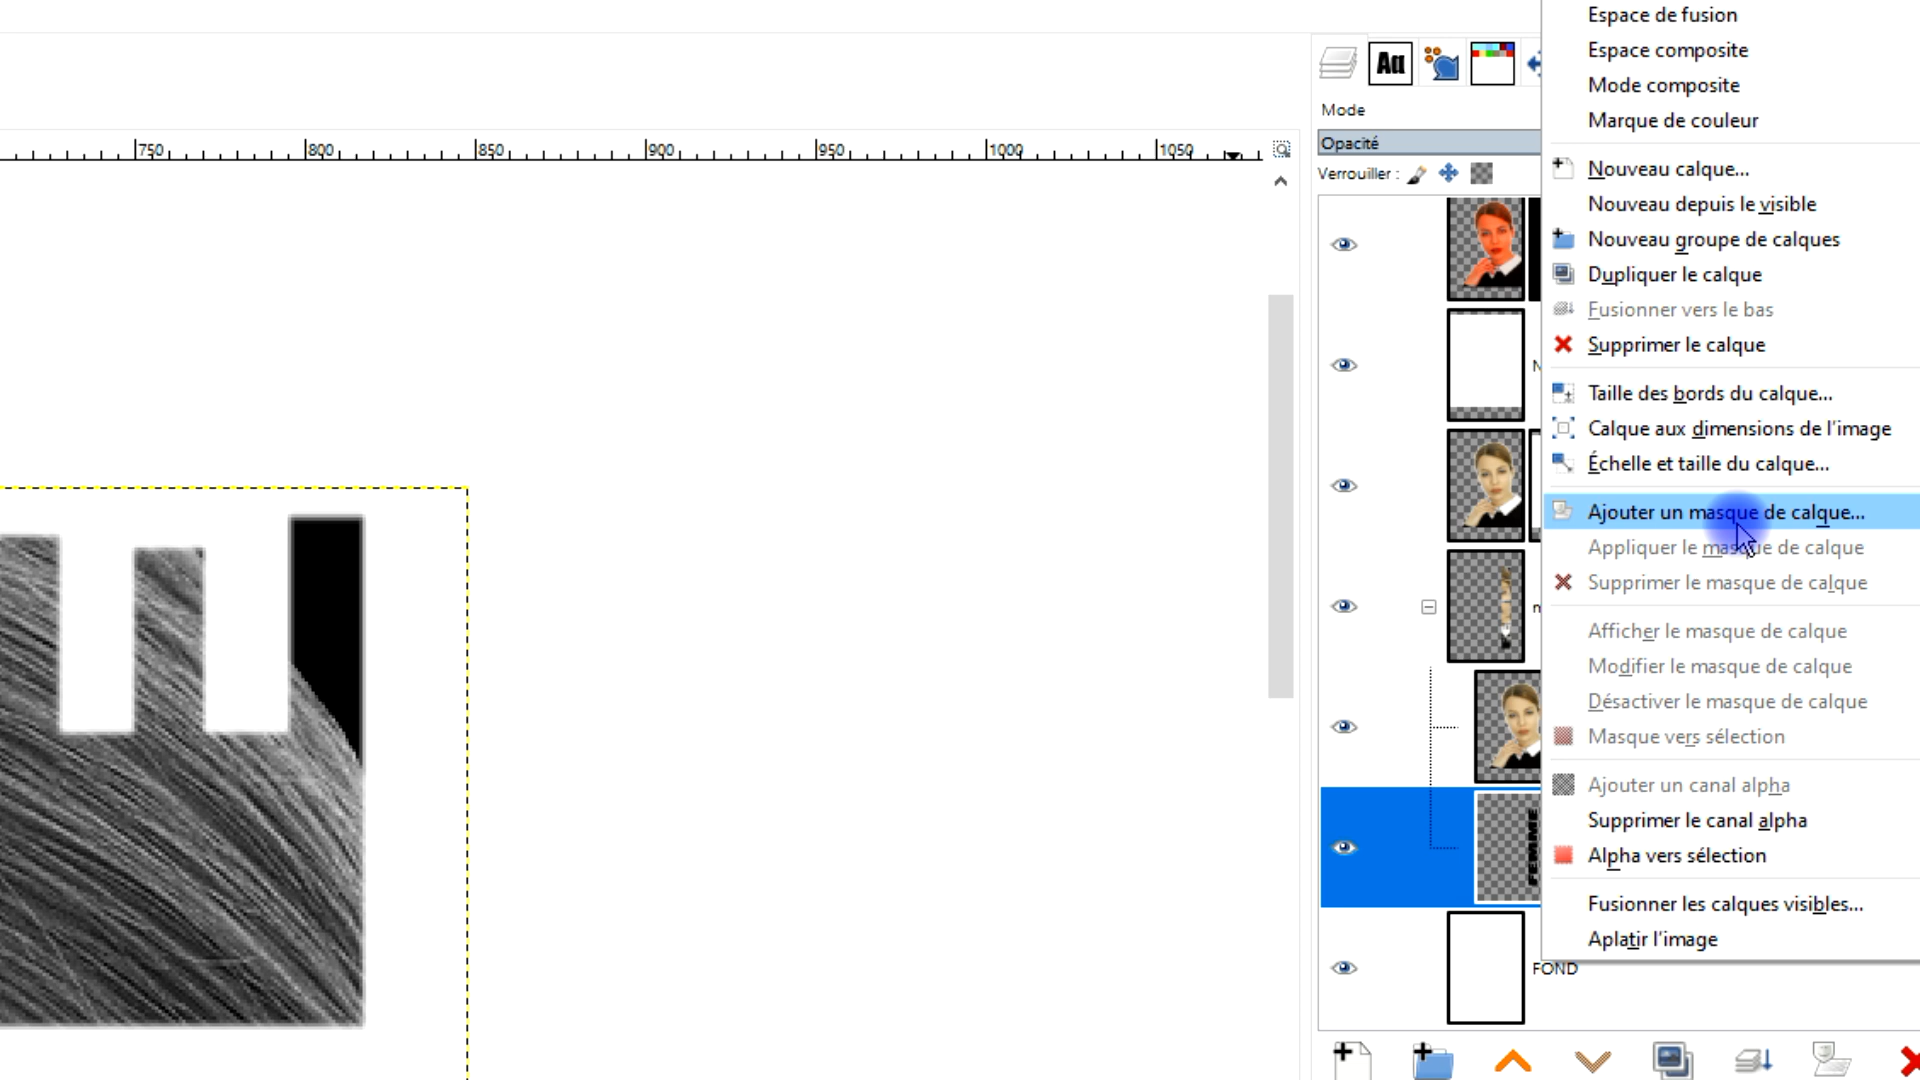 Espace de fusion
Espace composite
Mode composite
Marque de couleur
Aα
Mode
Opacité
Verrouiller :
750 800 850 900 950 1000 1050
Nouveau calque...
Nouveau depuis le visible
Nouveau groupe de calques
Dupliquer le calque
Fusionner vers le bas
Supprimer le calque
N
Taille des bords du calque...
Calque aux dimensions de l'image
Échelle et taille du calque...
Ajouter un masque de calque...
Appliquer le masque de calque
Supprimer le masque de calque
Afficher le masque de calque
Modifier le masque de calque
Désactiver le masque de calque
Masque vers sélection
Ajouter un canal alpha
Supprimer le canal alpha
Alpha vers sélection
FEMME
Fusionner les calques visibles...
Aplatir l'image
FOND